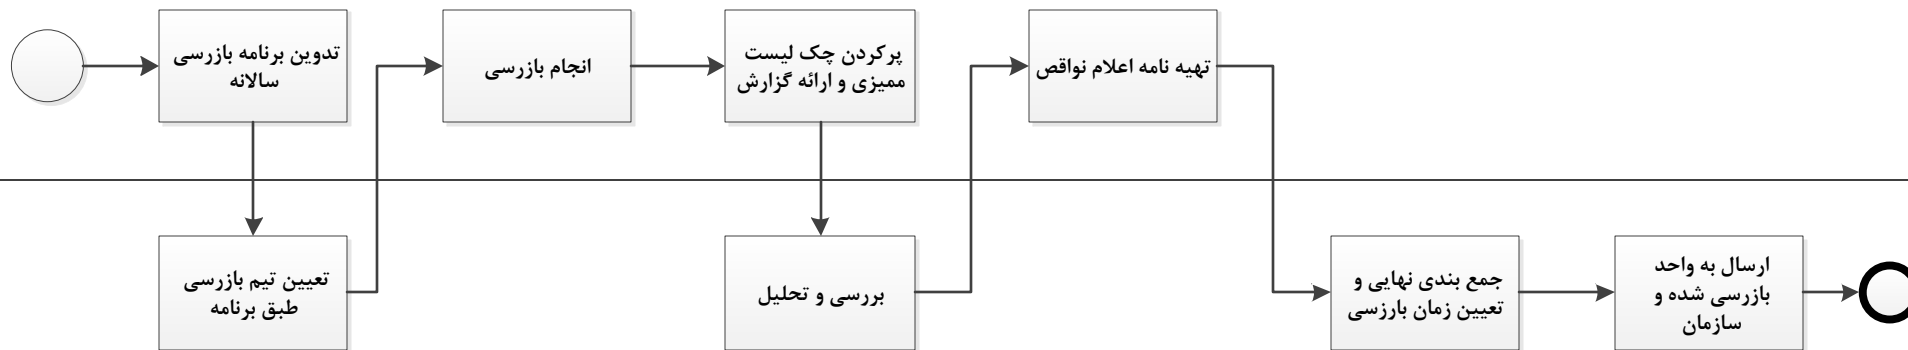 تدوین برنامه بازرسی
سالانه
تعیین تیم بازرسی
طبق برنامه
انجام بازرسی
پرکردن چک لیست
ممیزی و ارائه گزارش
بررسی و تحلیل
تهیه نامه اعلام نواقص
جمع بندی نهایی و
تعیین زمان بارزسی
ارسال به واحد
بازرسی شده و
سازمان